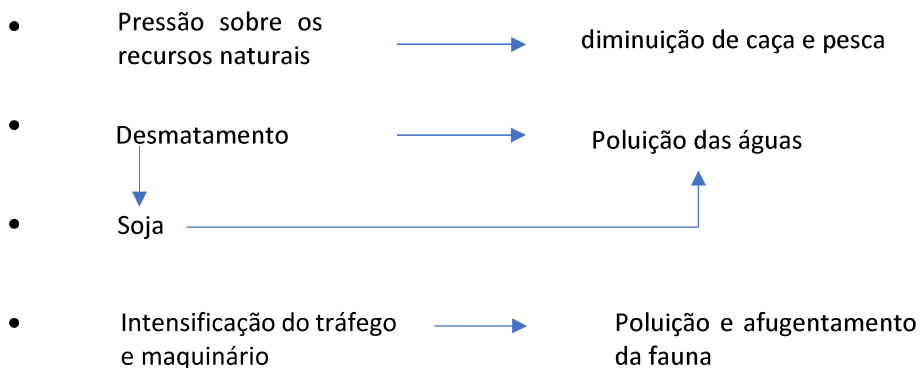 Pressão sobre os
recursos naturais
diminuição de caça e pesca
Desmatamento
Poluição das águas
Soja
Intensificação do tráfego
e maquinário
Poluição e afugentamento
da fauna